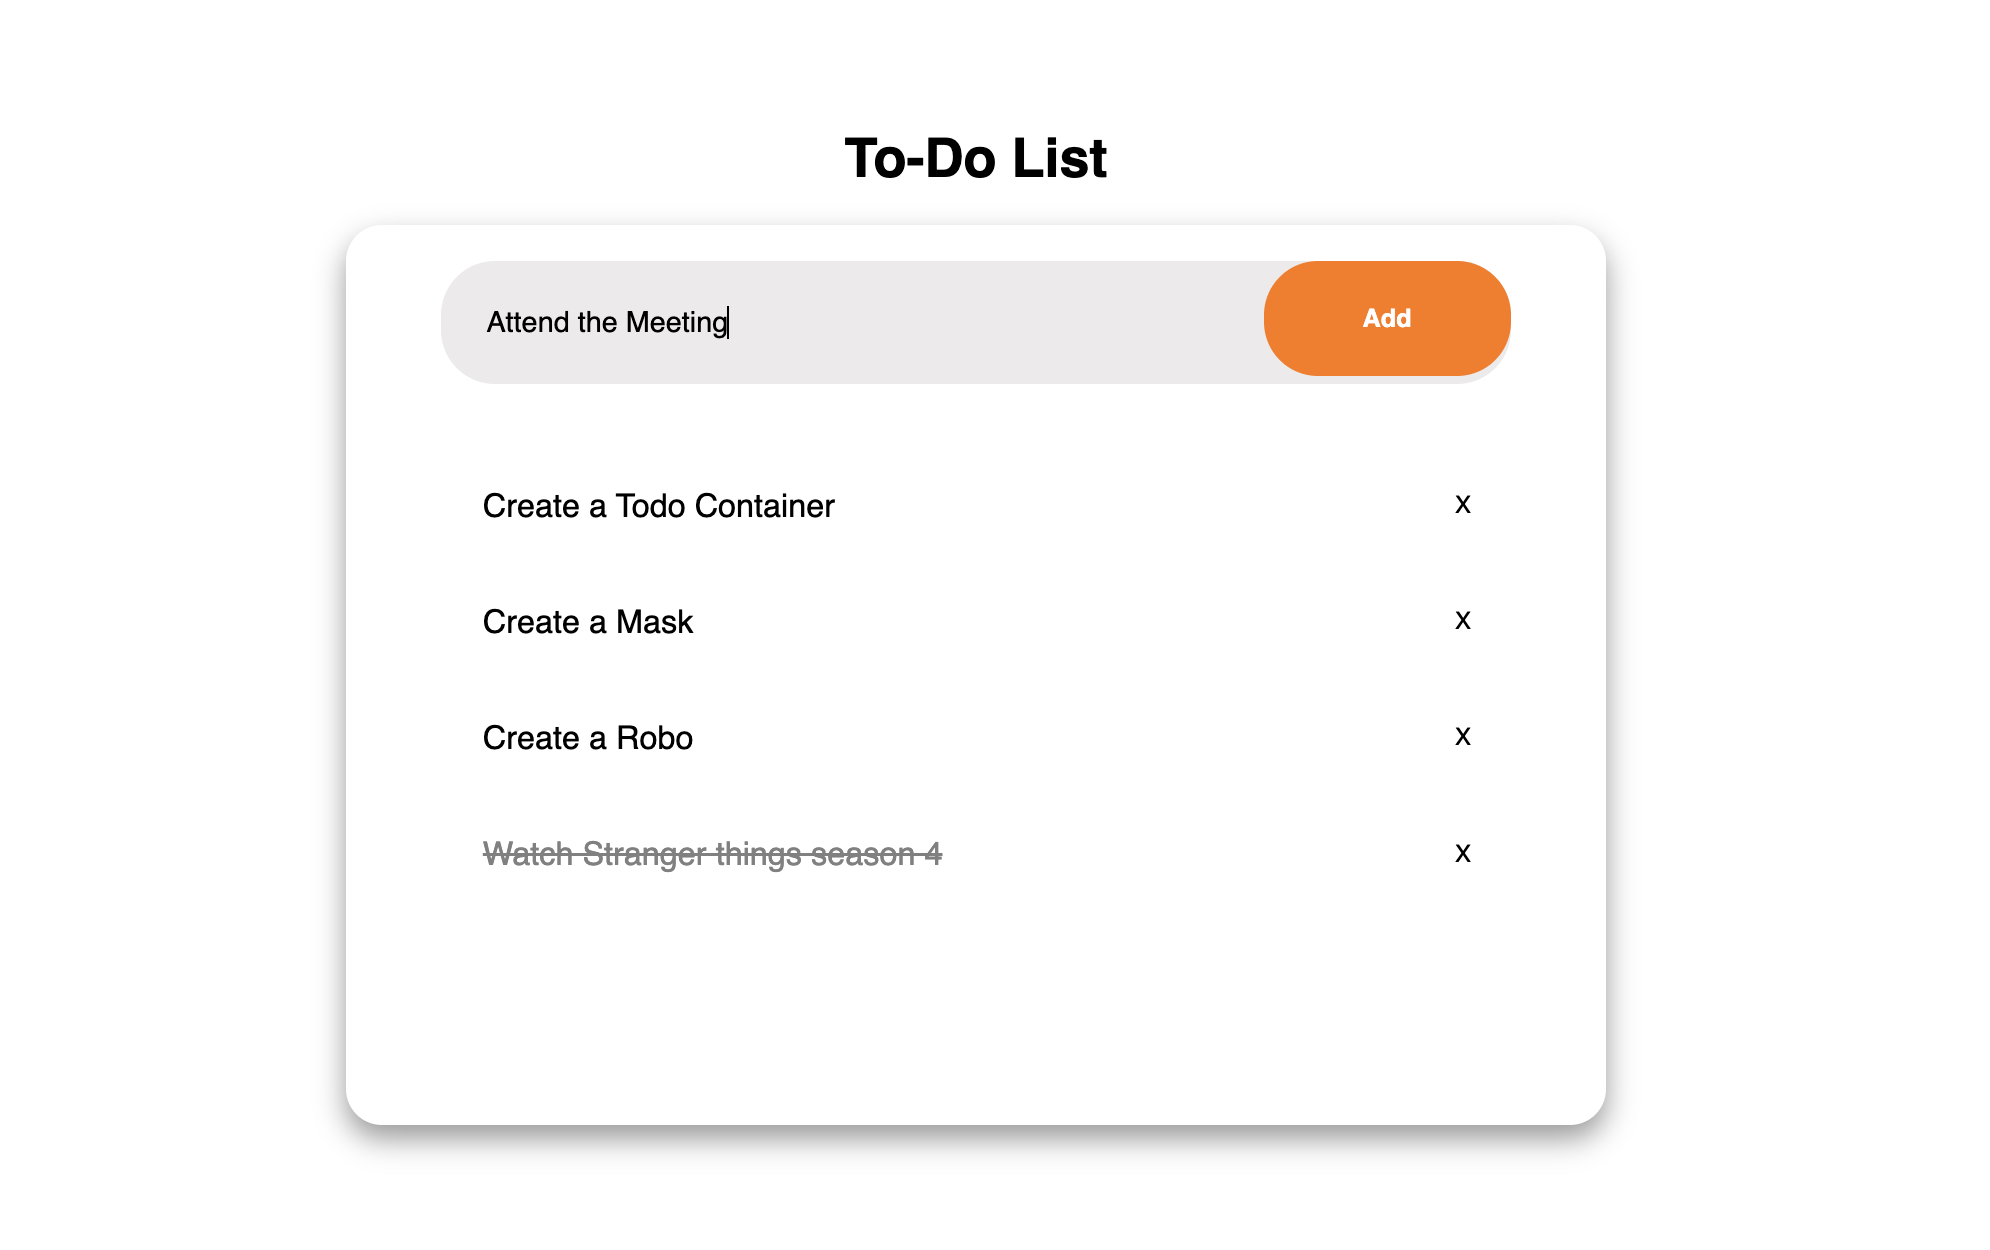 To-Do List
Attend the Meeting
Add
Create a Todo Container
x
Create a Mask
x
Create a Robo
x
Watch Stranger things season 4
x